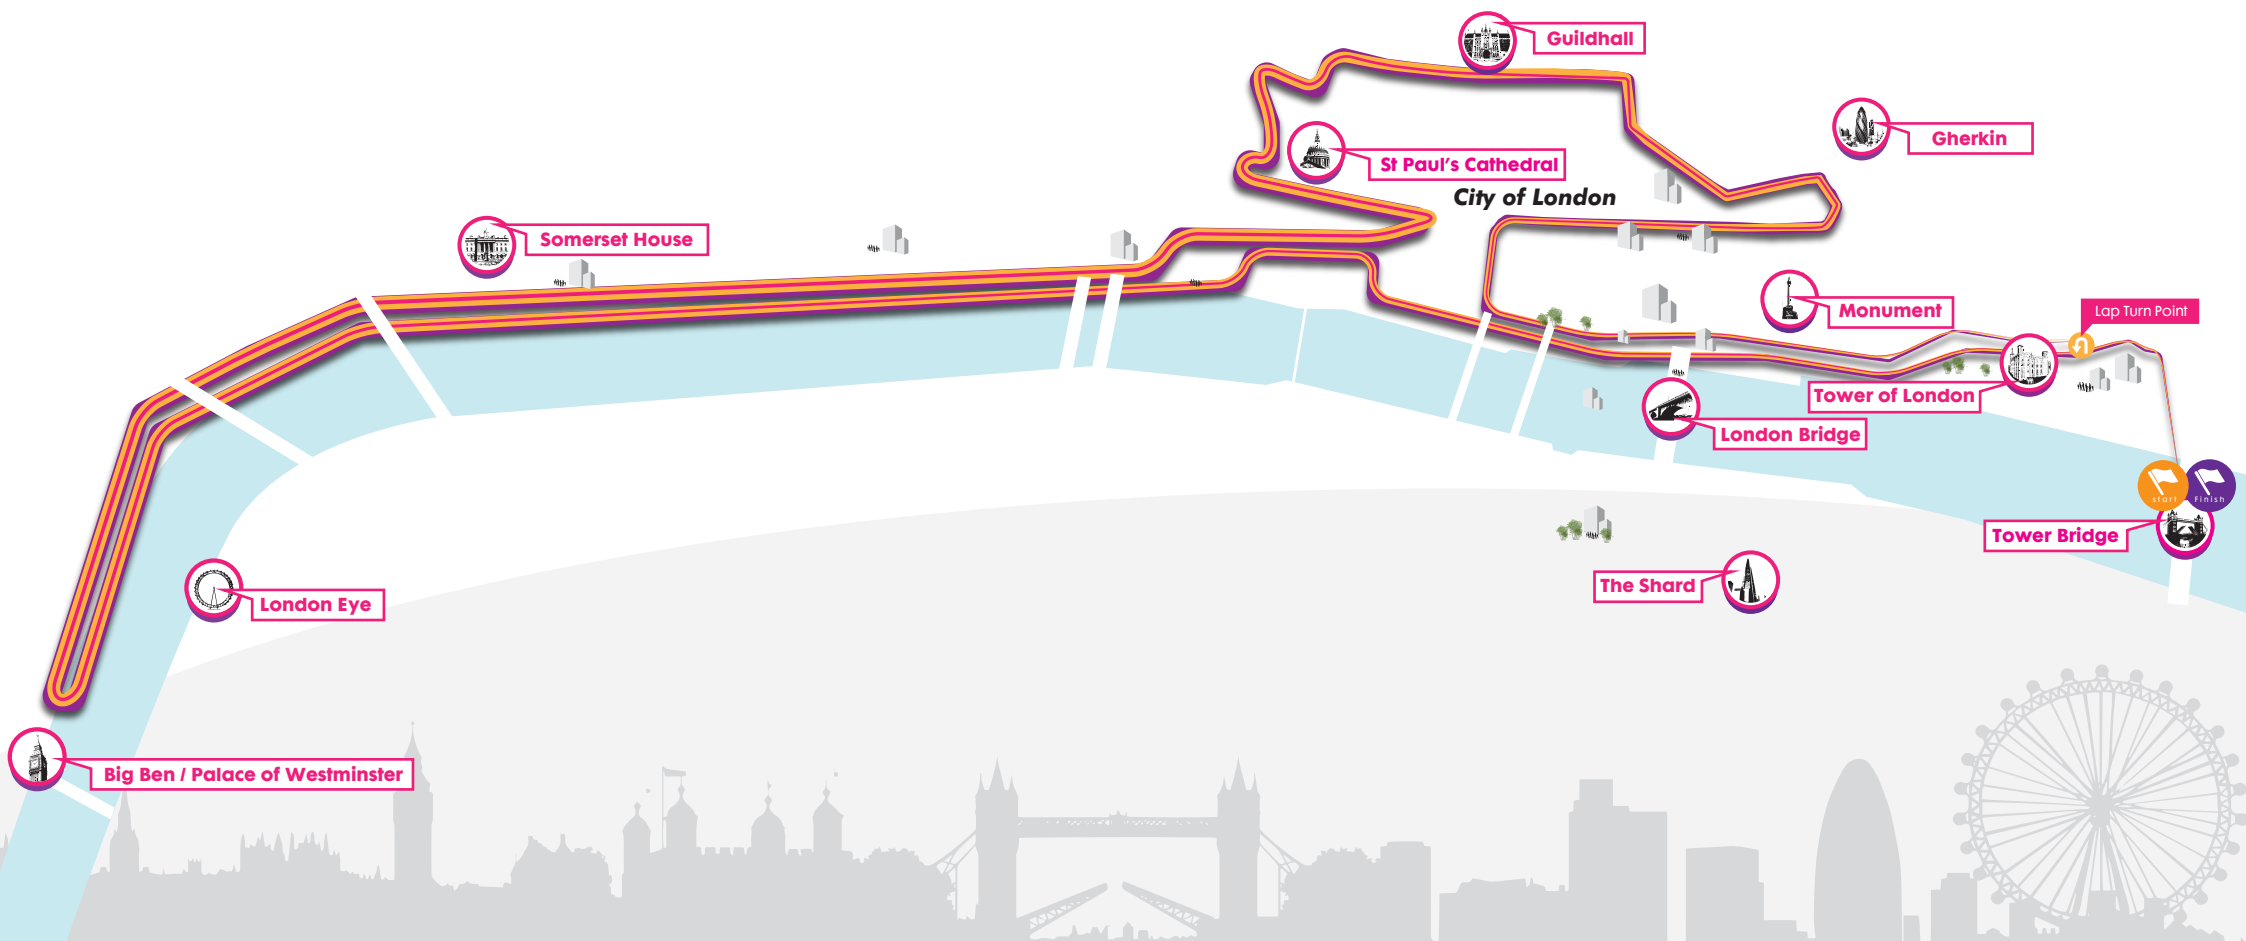 Guildhall
Gherkin
St Paul's Cathedral
City of London
Somerset House
Monument
Lap Turn Point
Tower of London
London Bridge
start
Finish
Tower Bridge
The Shard
London Eye
Big Ben / Palace of Westminster